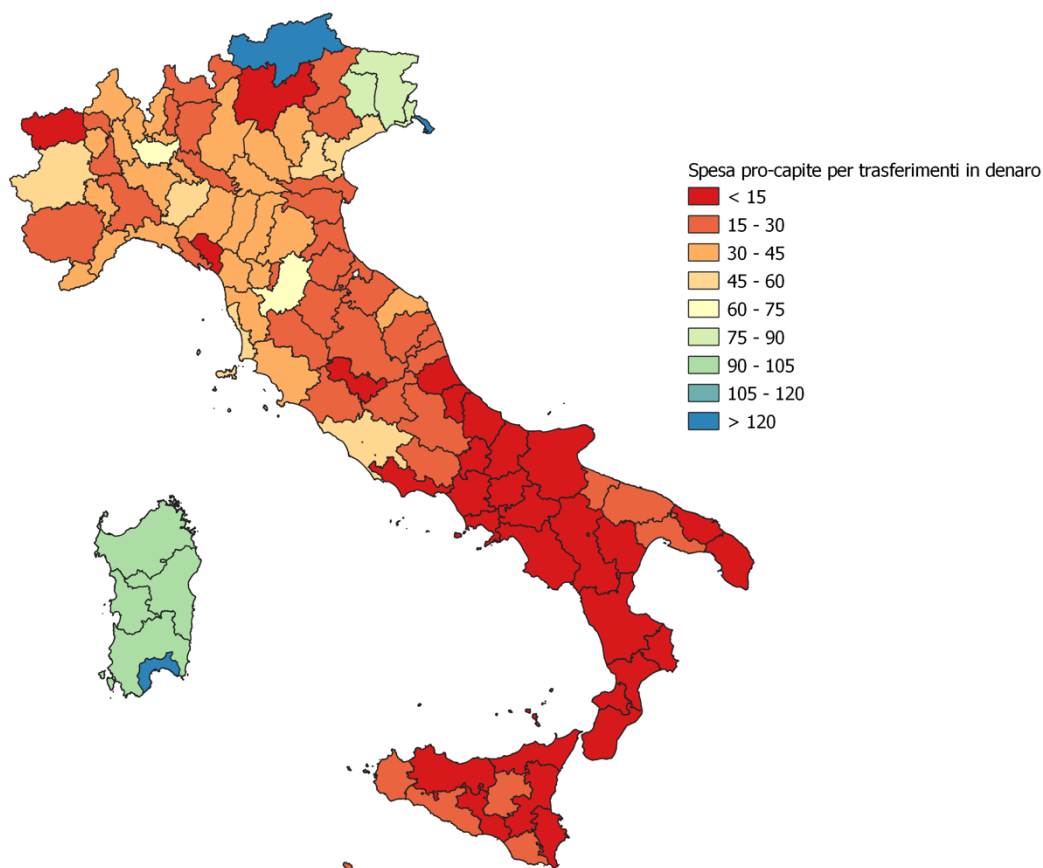 Spesa pro-capite per trasferimenti in denaro
< 15
15 - 30
30 - 45
45 - 60
60 - 75
75 - 90
90 - 105
105 - 120
> 120